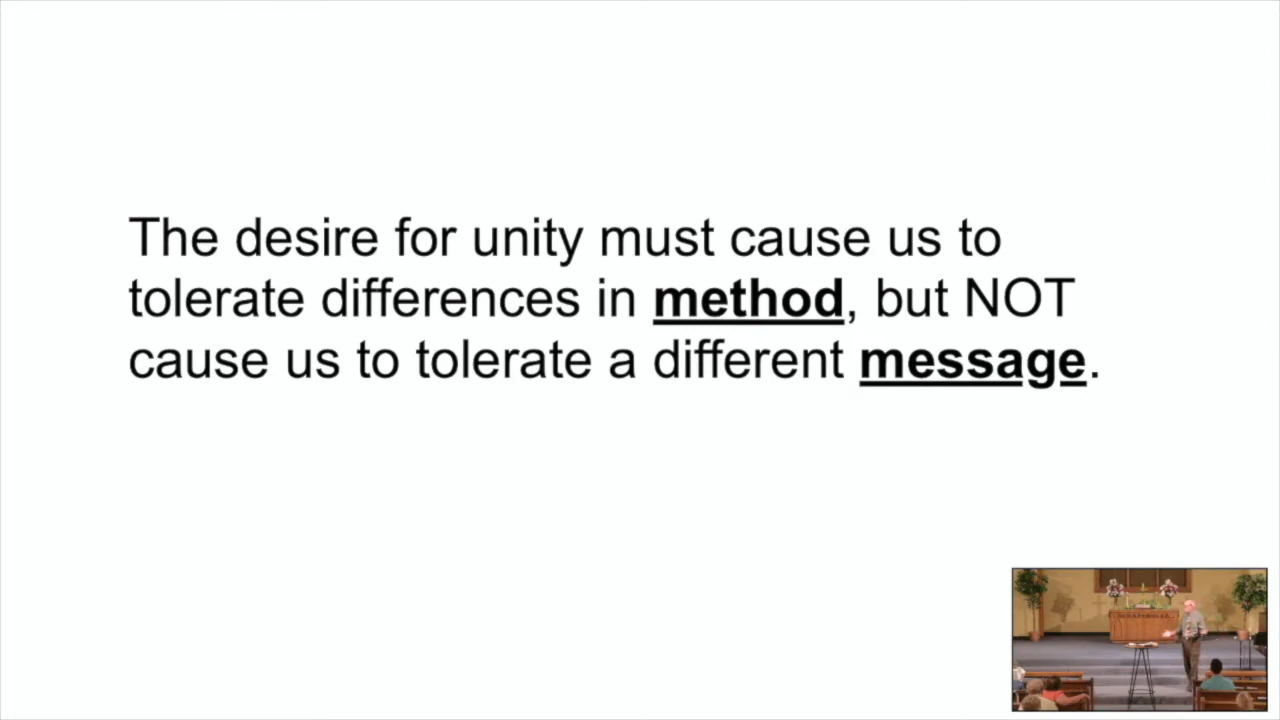 The desire for unity must cause us to
tolerate differences in method, but NOT
cause us to tolerate a different message.